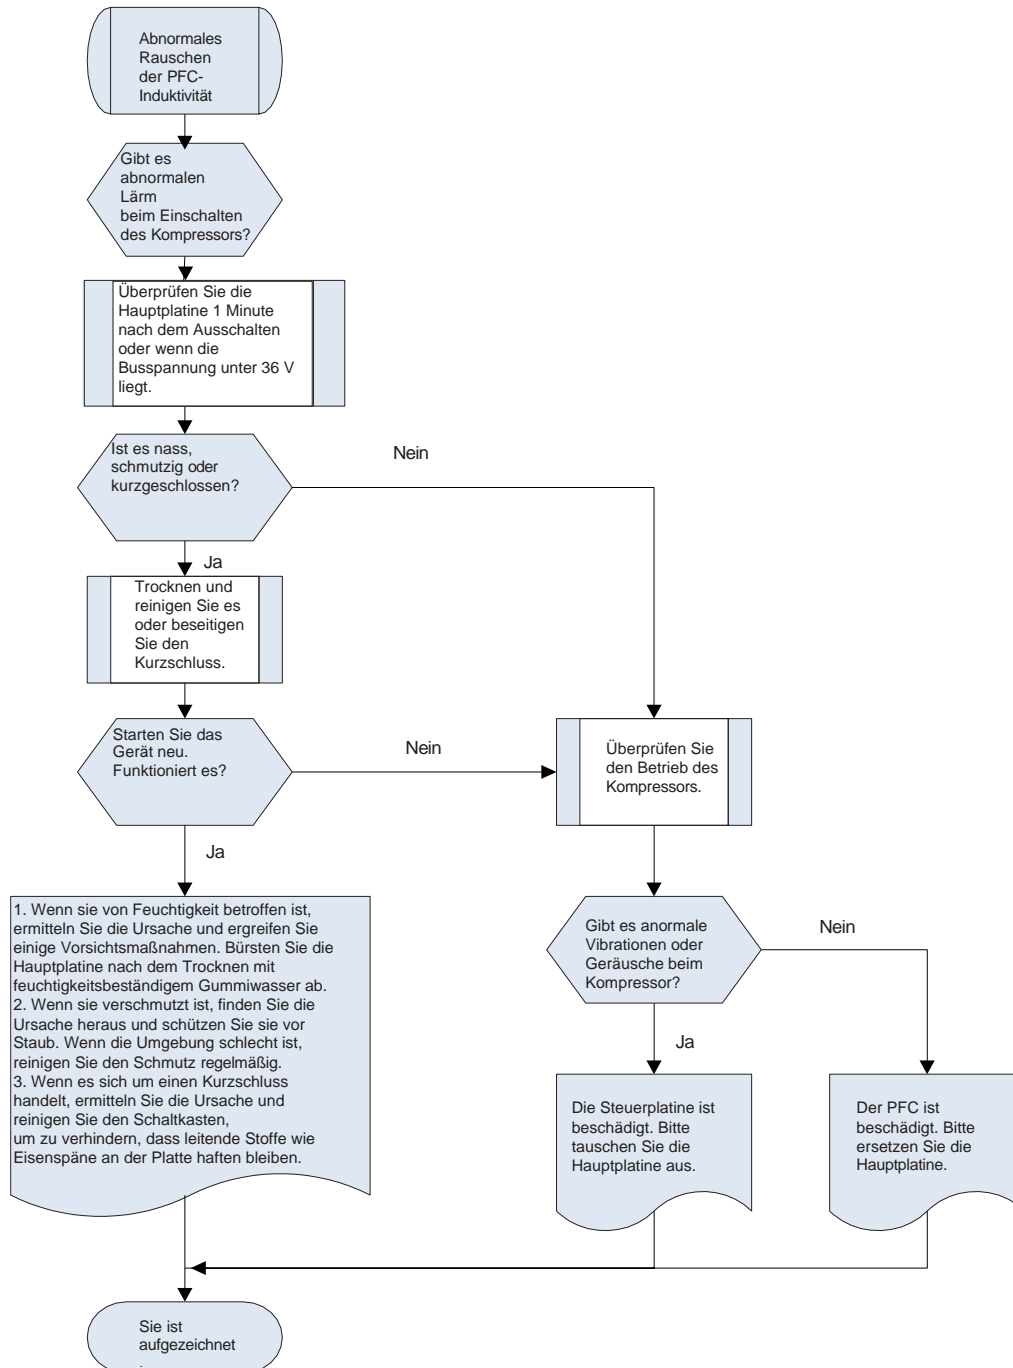 Abnormales
Rauschen
der PFC-
Induktivität
Gibt es
abnormalen
Lärm
beim Einschalten
des Kompressors?
Überprüfen Sie die
Hauptplatine 1 Minute
nach dem Ausschalten
oder wenn die
Busspannung unter 36 V
liegt.
Ist es nass,
schmutzig oder
kurzgeschlossen?
Nein
Ja
Trocknen und
reinigen Sie es
oder beseitigen
Sie den
Kurzschluss.
Starten Sie das
Gerät neu.
Funktioniert es?
Nein
Überprüfen Sie
den Betrieb des
Kompressors.
Ja
1. Wenn sie von Feuchtigkeit betroffen ist,
ermitteln Sie die Ursache und ergreifen Sie
einige Vorsichtsmaßnahmen. Bürsten Sie die
Hauptplatine nach dem Trocknen mit
feuchtigkeitsbeständigem Gummiwasser ab.
2. Wenn sie verschmutzt ist, finden Sie die
Ursache heraus und schützen Sie sie vor
Staub. Wenn die Umgebung schlecht ist,
reinigen Sie den Schmutz regelmäßig.
3. Wenn es sich um einen Kurzschluss
handelt, ermitteln Sie die Ursache und
reinigen Sie den Schaltkasten,
um zu verhindern, dass leitende Stoffe wie
Eisenspäne an der Platte haften bleiben.
Gibt es anormale
Vibrationen oder
Geräusche beim
Kompressor?
Nein
Ja
Die Steuerplatine ist
beschädigt. Bitte
tauschen Sie die
Hauptplatine aus.
Der PFC ist
beschädigt. Bitte
ersetzen Sie die
Hauptplatine.
Sie ist
aufgezeichnet